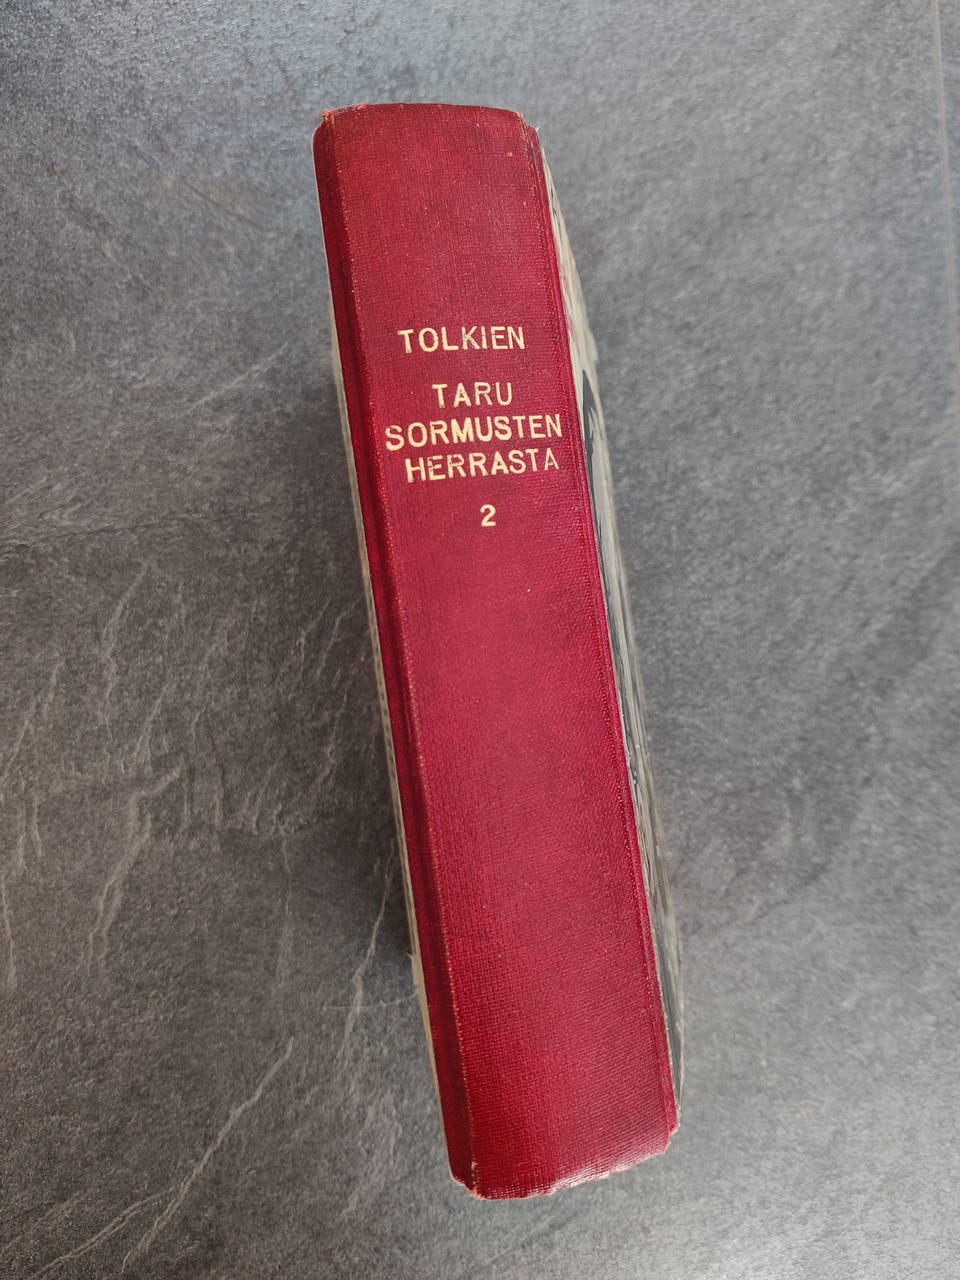 TOLKIEN
TARU
SORMUSTEN
HERRASTA
2